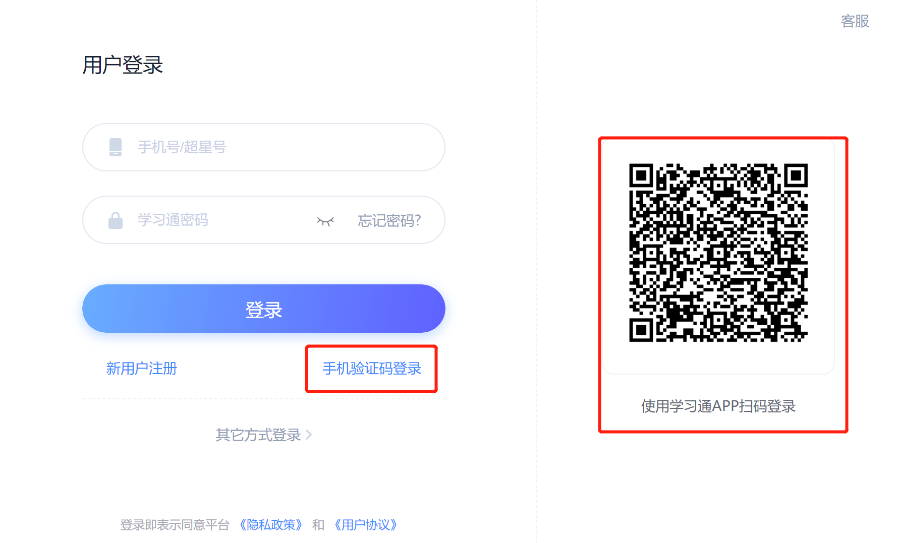 客服
用户登录
手机号/超星号
学习通密码 忘记密码?
登录
新用户注册 手机验证码登录
其它方式登录
登录即表示同意平台 《隐私政策》 和 《用户协议》
使用学习通APP扫码登录